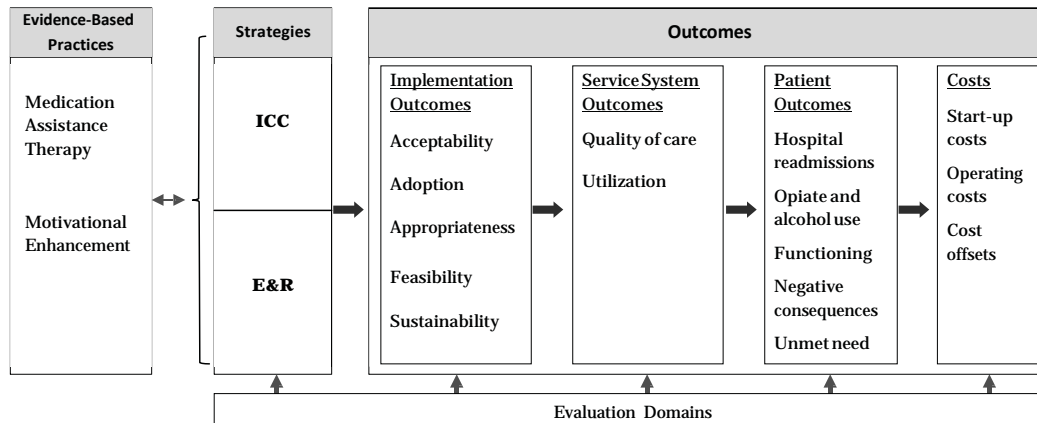 Evidence-Based
Practices
Medication
Assistance
Therapy
Motivational
Enhancement
Strategies
ICC
E&R
Outcomes
Implementation
Outcomes
Acceptability
Adoption
Appropriateness
Feasibility
Sustainability
Service System
Outcomes
Quality of care
Utilization
Patient
Outcomes
Hospital
readmissions
Opiate and
alcohol use
Functioning
Negative
consequences
Unmet need
Costs
Start-up
costs
Operating
costs
Cost
offsets
Evaluation Domains